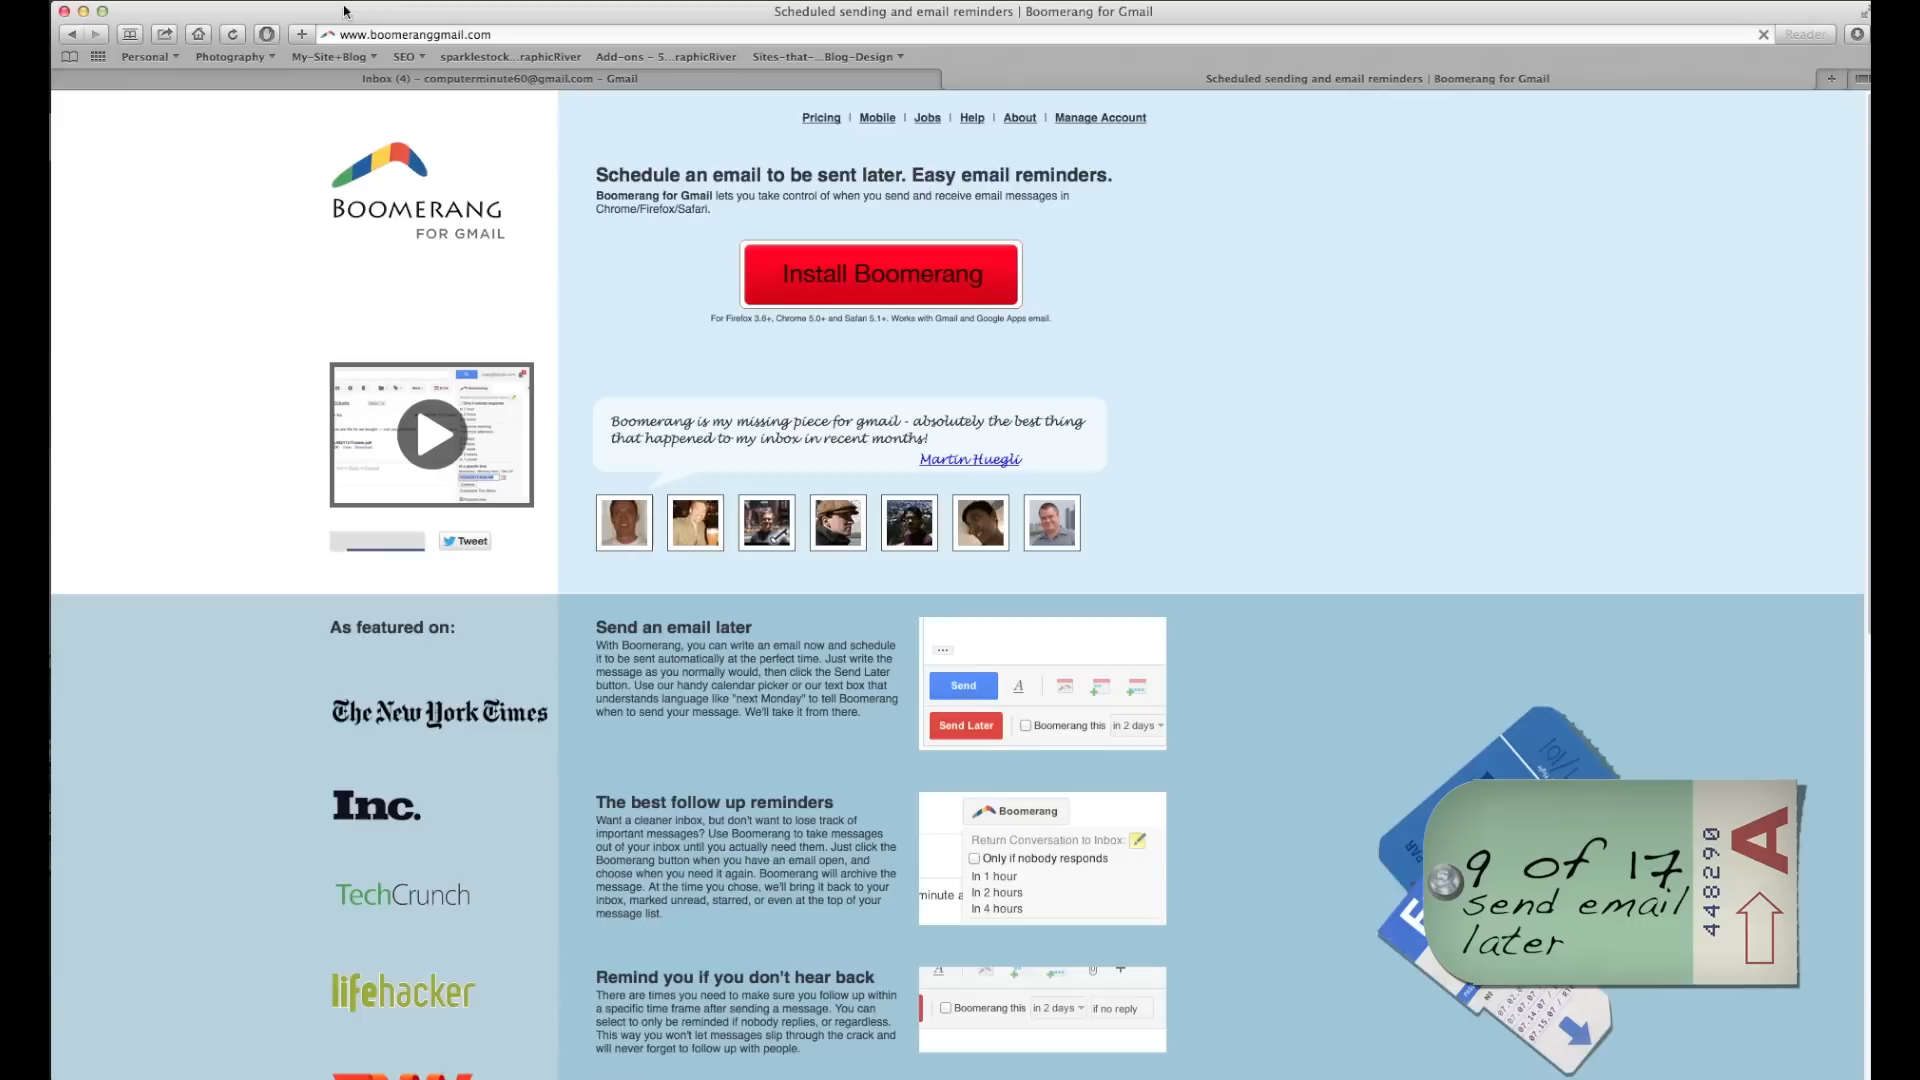 Scheduled sending and email reminders | Boomerang for Gmail
www.boomeranggmail.com
Reader
Personal
Photography
My-Site+Blog
SEO
sparklestock...raphicRiver
Add-ons - 5...raphicRiver
Sites-that-...Blog-Design
Inbox (4) - computerminute60@gmail.com - Gmail
Scheduled sending and email reminders | Boomerang for Gmail
Pricing | Mobile | Jobs | Help | About | Manage Account
BOOMERANG
FOR GMAIL
Schedule an email to be sent later. Easy email reminders.
Boomerang for Gmail lets you take control of when you send and receive email messages in
Chrome/Firefox/Safari.
Install Boomerang
For Firefox 3.6+, Chrome 5.0+ and Safari 5.1+. Works with Gmail and Google Apps email.
Boomerang is my missing piece for gmail - absolutely the best thing
that happened to my inbox in recent months!
Martin Huegli
Tweet
As featured on:
The New York Times
Inc.
TechCrunch
lifehacker
Send an email later
With Boomerang, you can write an email now and schedule
it to be sent automatically at the perfect time. Just write the
message as you normally would, then click the Send Later
button. Use our handy calendar picker or our text box that
understands language like "next Monday" to tell Boomerang
when to send your message. We'll take it from there.
...
Send
A
Send Later
Boomerang this
in 2 days
The best follow up reminders
Want a cleaner inbox, but don't want to lose track of
important messages? Use Boomerang to take messages
out of your inbox until you actually need them. Just click the
Boomerang button when you have an email open, and
choose when you need it again. Boomerang will archive the
message. At the time you chose, we'll bring it back to your
inbox, marked unread, starred, or even at the top of your
message list.
Boomerang
Return Conversation to Inbox:
Only if nobody responds
In 1 hour
minute a
In 2 hours
In 4 hours
Remind you if you don't hear back
There are times you need to make sure you follow up within
a specific time frame after sending a message. You can
select to only be reminded if nobody replies, or regardless.
This way you won't let messages slip through the crack and
will never forget to follow up with people.
Boomerang this
in 2 days
if no reply
9 of 17
send email
later
448290
A